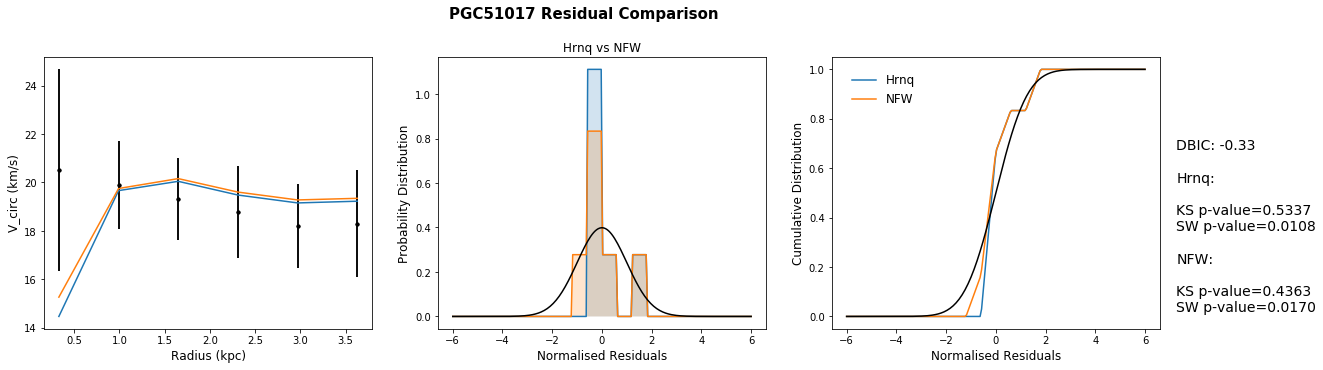 PGC51017 Residual Comparison
V_circ (km/s)
24
22
20
18
16
14
0.5 1.0 1.5 2.0 2.5 3.0 3.5
Radius (kpc)
Hrnq vs NFW
Probability Distribution
1.0
0.8
0.6
0.4
0.2
0.0
−6 −4 −2 0 2 4 6
Normalised Residuals
Cumulative Distribution
1.0
0.8
0.6
0.4
0.2
0.0
Hrnq
NFW
−6 −4 −2 0 2 4 6
Normalised Residuals
DBIC: -0.33
Hrnq:
KS p-value=0.5337
SW p-value=0.0108
NFW:
KS p-value=0.4363
SW p-value=0.0170